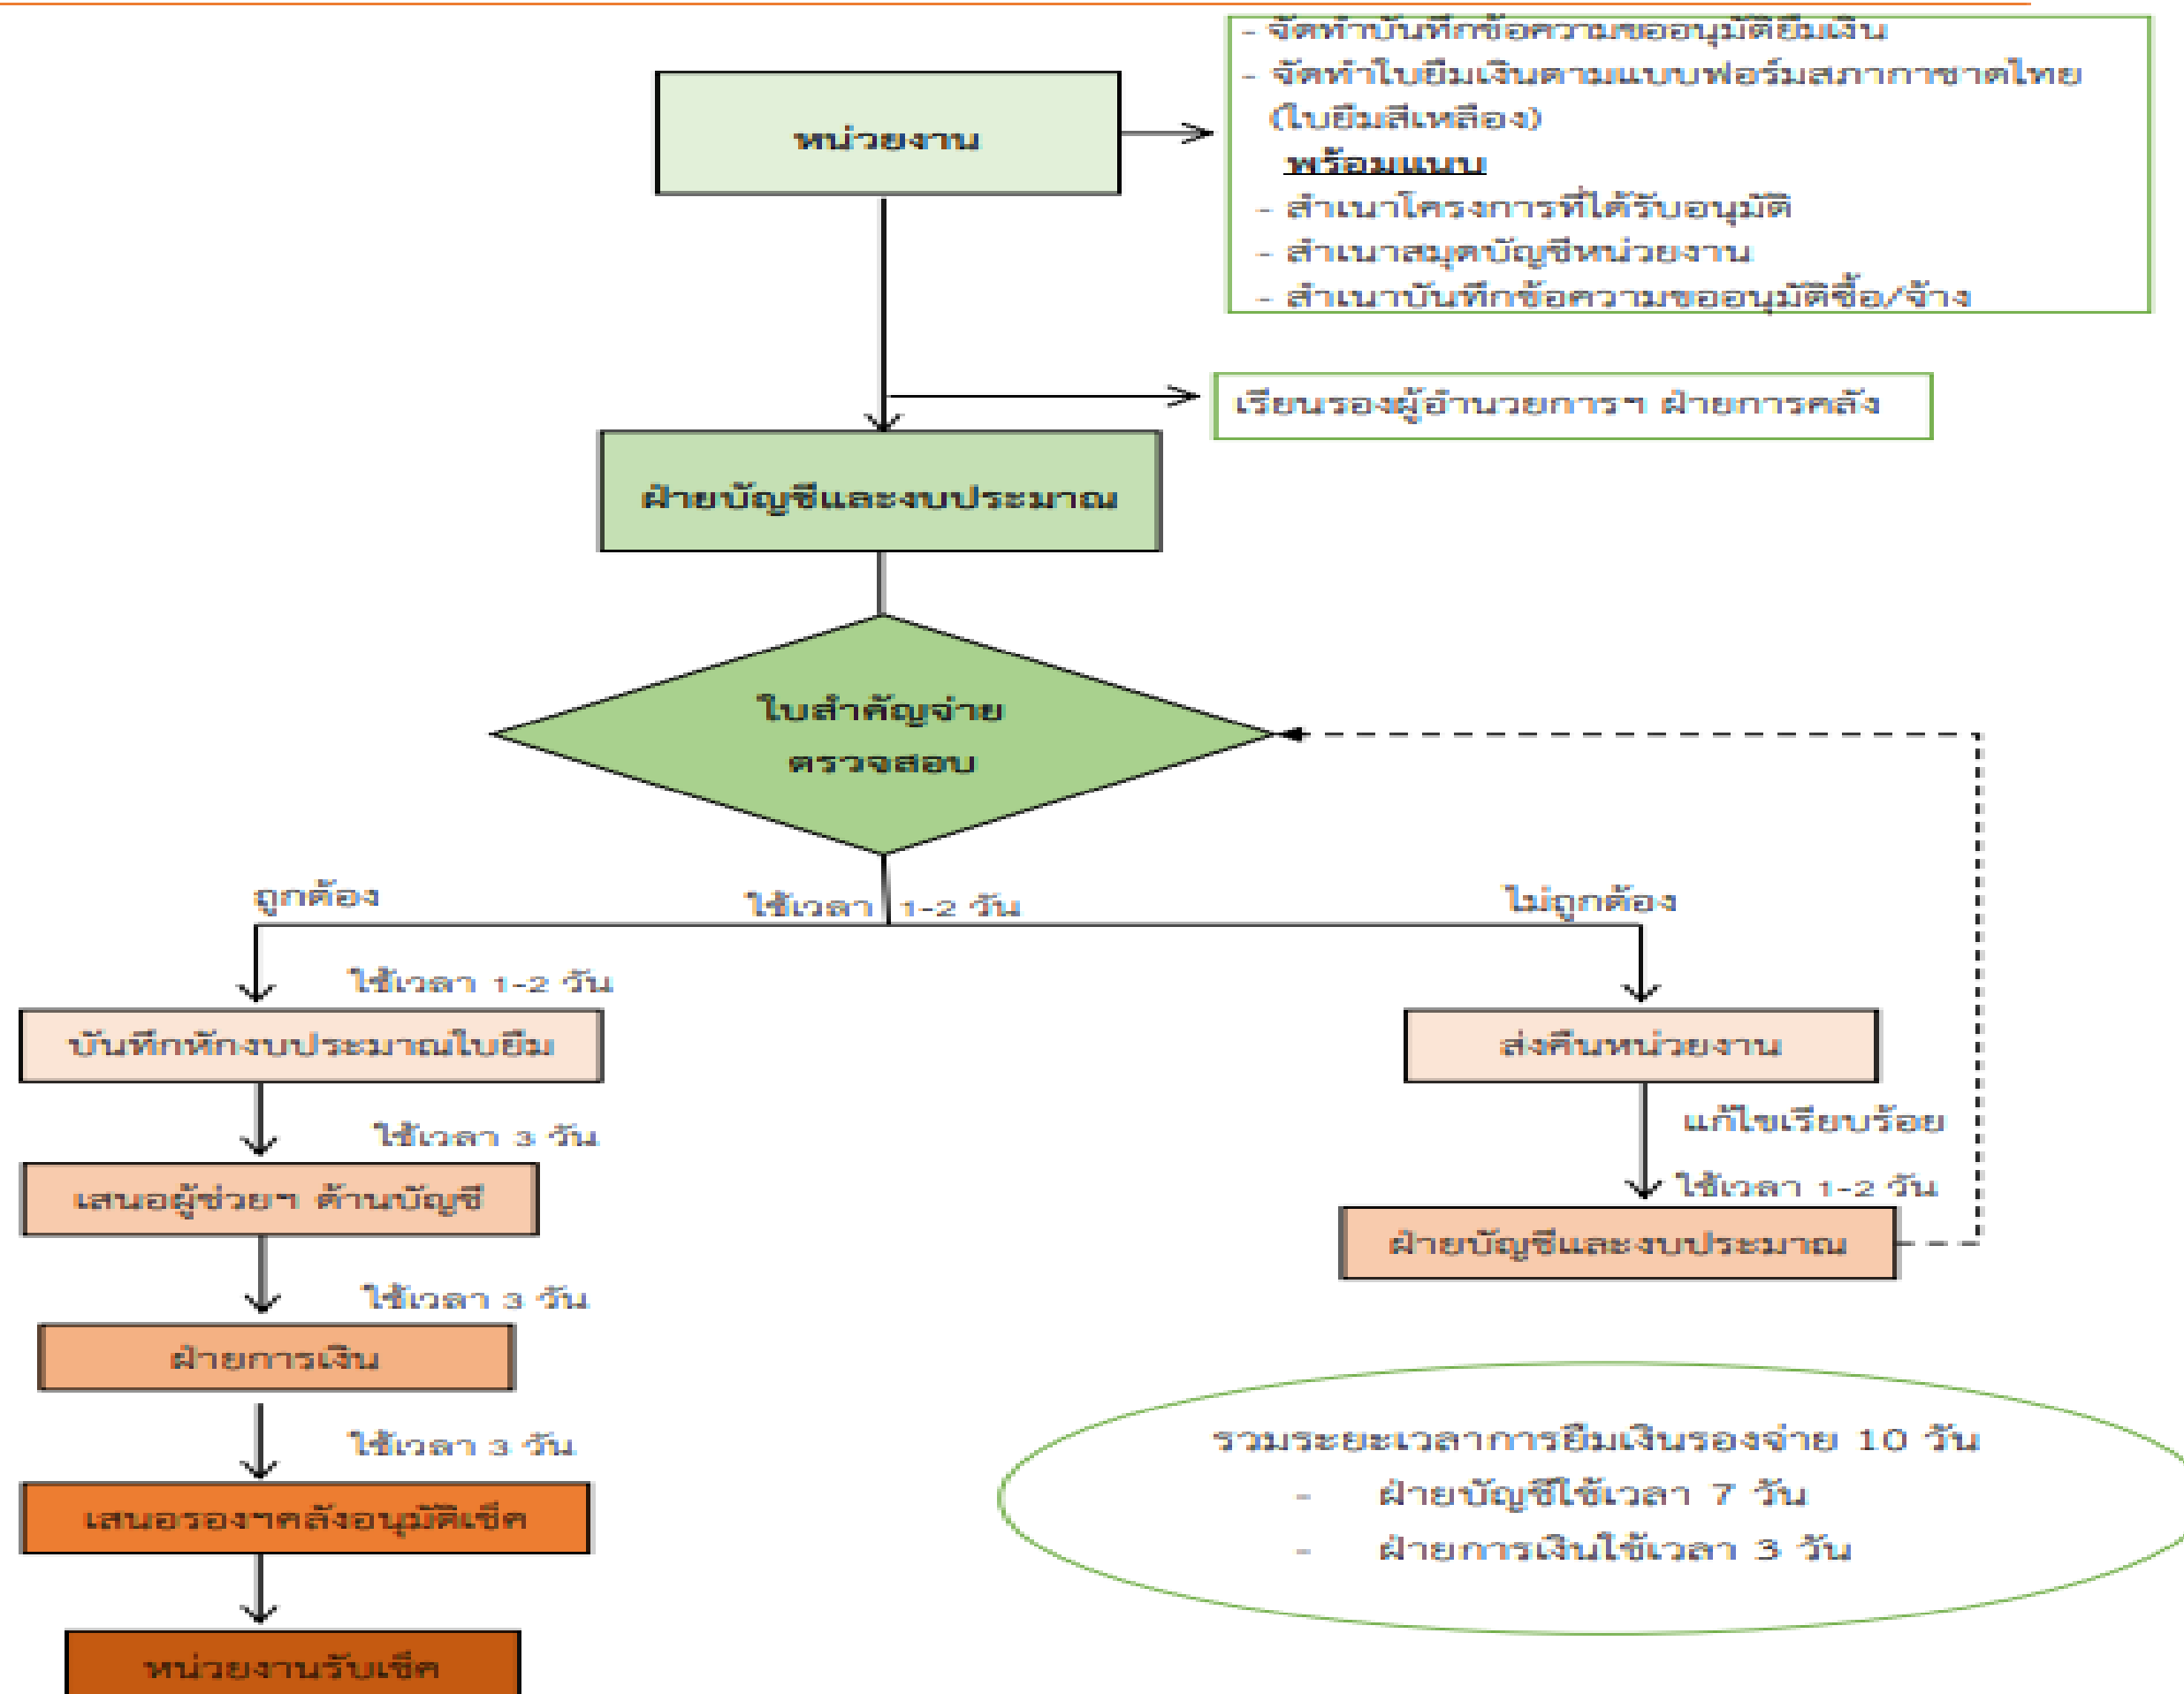 - จัดทำบันทึกข้อความขออนุมัติยืมเงิน
- จัดทำใบยืมเงินตามแบบฟอร์มสภากาชาดไทย
(ใบยืมสีเหลือง)
พร้อมแนบ
- สำเนาโครงการที่ได้รับอนุมัติ
- สำเนาสมุดบัญชีหน่วยงาน
- สำเนาบันทึกข้อความขออนุมัติซื้อ/จ้าง
หน่วยงาน
เรียนรองผู้อำนวยการฯ ฝ่ายการคลัง
ฝ่ายบัญชีและงบประมาณ
ใบสำคัญจ่าย
ตรวจสอบ
ถูกต้อง
ใช้เวลา 1-2 วัน
ไม่ถูกต้อง
ใช้เวลา 1-2 วัน
บันทึกหักงบประมาณใบยืม
ส่งคืนหน่วยงาน
ใช้เวลา 3 วัน
แก้ไขเรียบร้อย
เสนอผู้ช่วยฯ ด้านบัญชี
ใช้เวลา 1-2 วัน
ฝ่ายบัญชีและงบประมาณ
ใช้เวลา 3 วัน
ฝ่ายการเงิน
ใช้เวลา 3 วัน
เสนอรองฯคลังอนุมัติเช็ค
หน่วยงานรับเช็ค
รวมระยะเวลาการยืมเงินรองจ่าย 10 วัน
- ฝ่ายบัญชีใช้เวลา 7 วัน
- ฝ่ายการเงินใช้เวลา 3 วัน